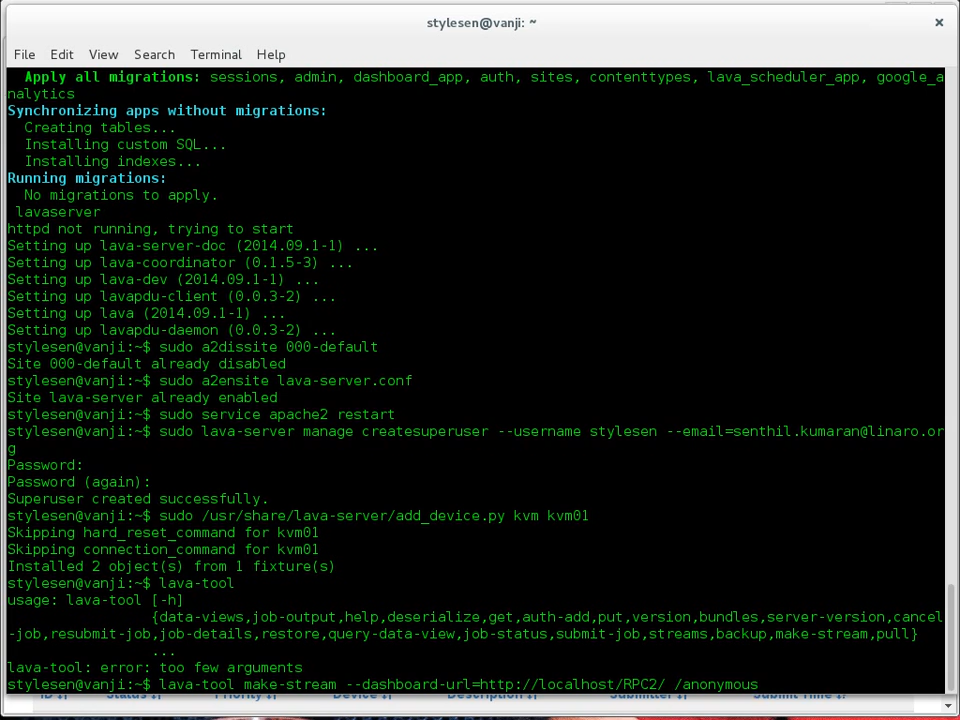 stylesen@vanji: ~
File Edit View Search Terminal Help
  Apply all migrations: sessions, admin, dashboard_app, auth, sites, contenttypes, lava_scheduler_app, google_a
nalytics
Synchronizing apps without migrations:
  Creating tables...
  Installing custom SQL...
  Installing indexes...
Running migrations:
  No migrations to apply.
 lavaserver
httpd not running, trying to start
Setting up lava-server-doc (2014.09.1-1) ...
Setting up lava-coordinator (0.1.5-3) ...
Setting up lava-dev (2014.09.1-1) ...
Setting up lavapdu-client (0.0.3-2) ...
Setting up lava (2014.09.1-1) ...
Setting up lavapdu-daemon (0.0.3-2) ...
stylesen@vanji:~$ sudo a2dissite 000-default
Site 000-default already disabled
stylesen@vanji:~$ sudo a2ensite lava-server.conf
Site lava-server already enabled
stylesen@vanji:~$ sudo service apache2 restart
stylesen@vanji:~$ sudo lava-server manage createsuperuser --username stylesen --email=senthil.kumaran@linaro.or
g
Password:
Password (again):
Superuser created successfully.
stylesen@vanji:~$ sudo /usr/share/lava-server/add_device.py kvm kvm01
Skipping hard_reset_command for kvm01
Skipping connection_command for kvm01
Installed 2 object(s) from 1 fixture(s)
stylesen@vanji:~$ lava-tool
usage: lava-tool [-h]
                 {data-views,job-output,help,deserialize,get,auth-add,put,version,bundles,server-version,cancel
-job,resubmit-job,job-details,restore,query-data-view,job-status,submit-job,streams,backup,make-stream,pull}
                 ...
lava-tool: error: too few arguments
stylesen@vanji:~$ lava-tool make-stream --dashboard-url=http://localhost/RPC2/ /anonymous
ID Status Priority Device Description Submitter Submit Time